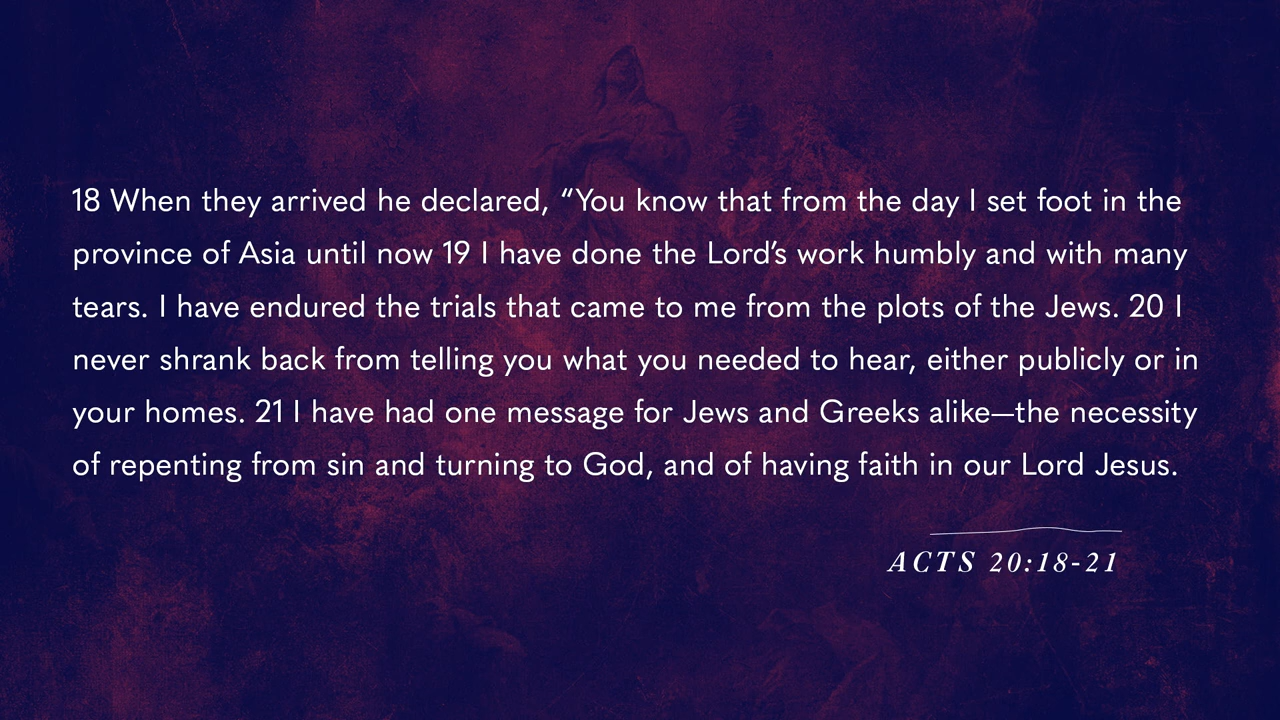 18 When they arrived he declared, “You know that from the day I set foot in the
province of Asia until now 19 I have done the Lord’s work humbly and with many
tears. I have endured the trials that came to me from the plots of the Jews. 20 I
never shrank back from telling you what you needed to hear, either publicly or in
your homes. 21 I have had one message for Jews and Greeks alike—the necessity
of repenting from sin and turning to God, and of having faith in our Lord Jesus.
ACTS 20:18-21